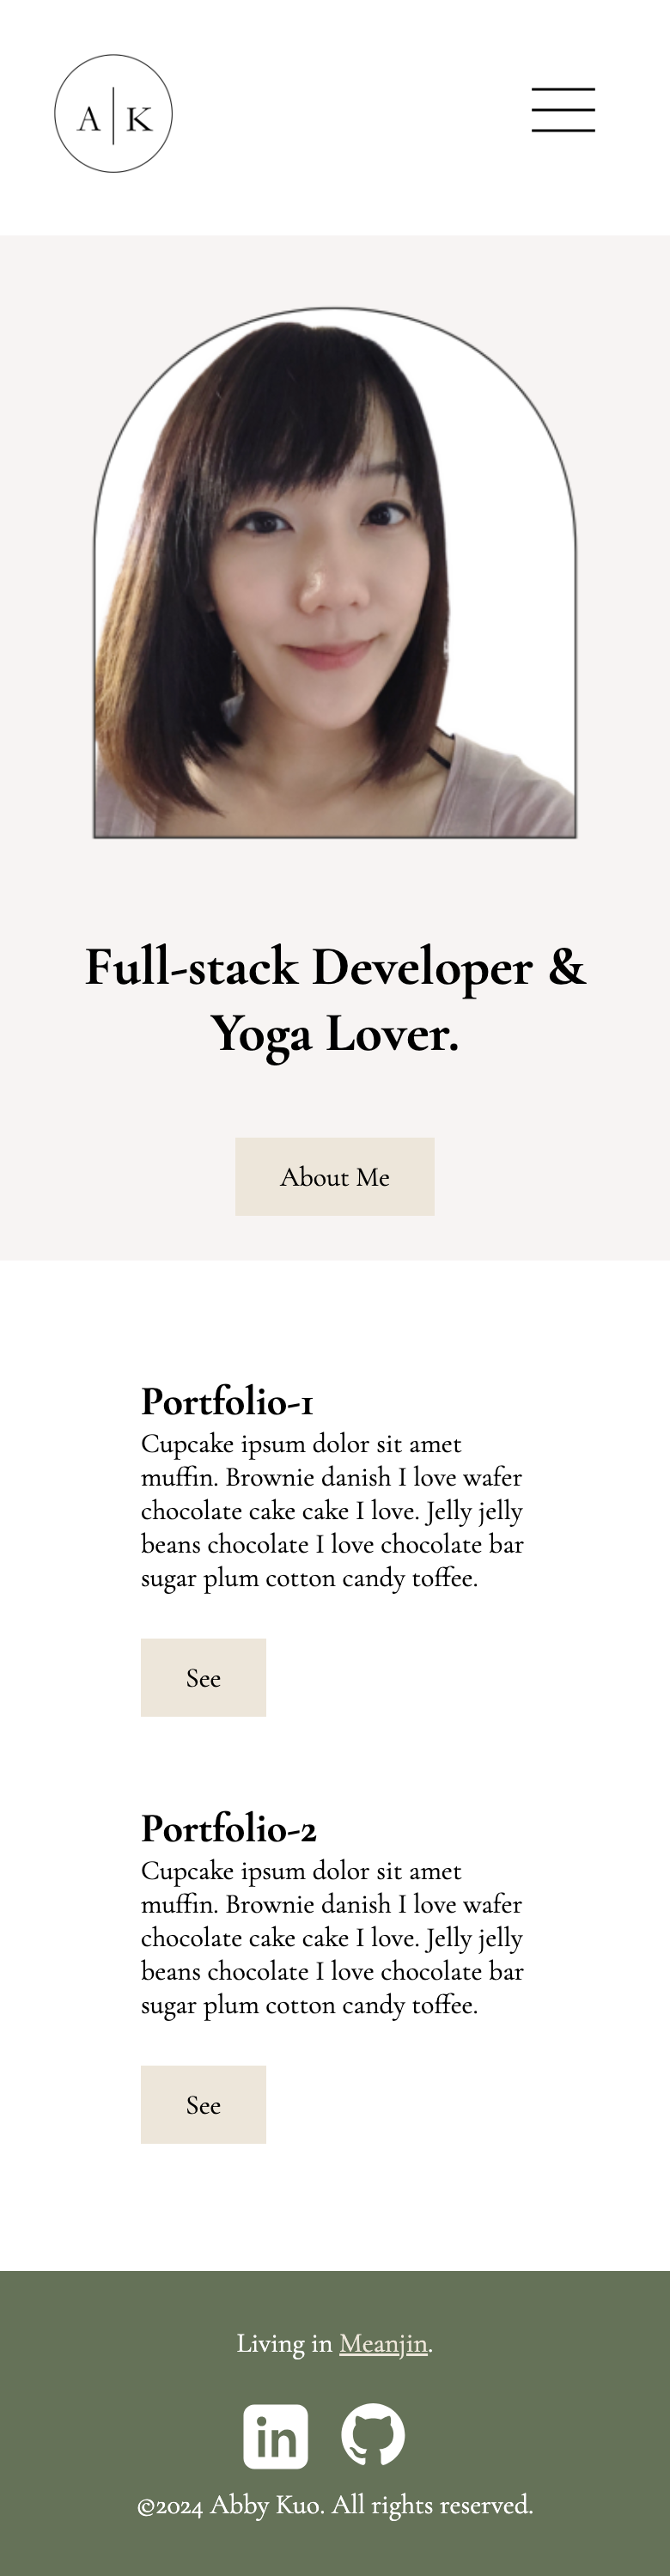 A | K
Full-stack Developer &
Yoga Lover.
About Me
Portfolio-1
Cupcake ipsum dolor sit amet
muffin. Brownie danish I love wafer
chocolate cake cake I love. Jelly jelly
beans chocolate I love chocolate bar
sugar plum cotton candy toffee.
See
Portfolio-2
Cupcake ipsum dolor sit amet
muffin. Brownie danish I love wafer
chocolate cake cake I love. Jelly jelly
beans chocolate I love chocolate bar
sugar plum cotton candy toffee.
See
Living in Meanjin.
in
©2024 Abby Kuo. All rights reserved.